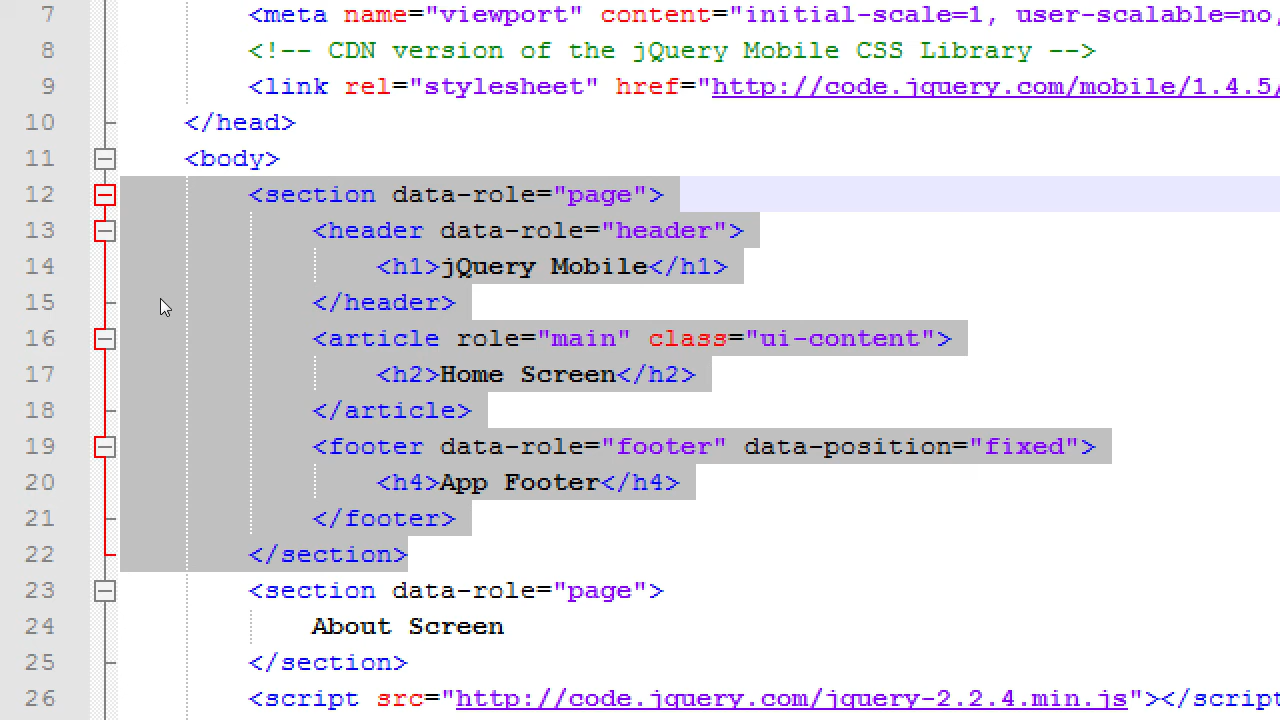 7 <meta name="viewport" content="initial-scale=1, user-scalable=no,
8 <!-- CDN version of the jQuery Mobile CSS Library -->
9 <link rel="stylesheet" href="http://code.jquery.com/mobile/1.4.5/
10 </head>
11 <body>
12 <section data-role="page">
13 <header data-role="header">
14 <h1>jQuery Mobile</h1>
15 </header>
16 <article role="main" class="ui-content">
17 <h2>Home Screen</h2>
18 </article>
19 <footer data-role="footer" data-position="fixed">
20 <h4>App Footer</h4>
21 </footer>
22 </section>
23 <section data-role="page">
24 About Screen
25 </section>
26 <script src="http://code.jquery.com/jquery-2.2.4.min.js"></script